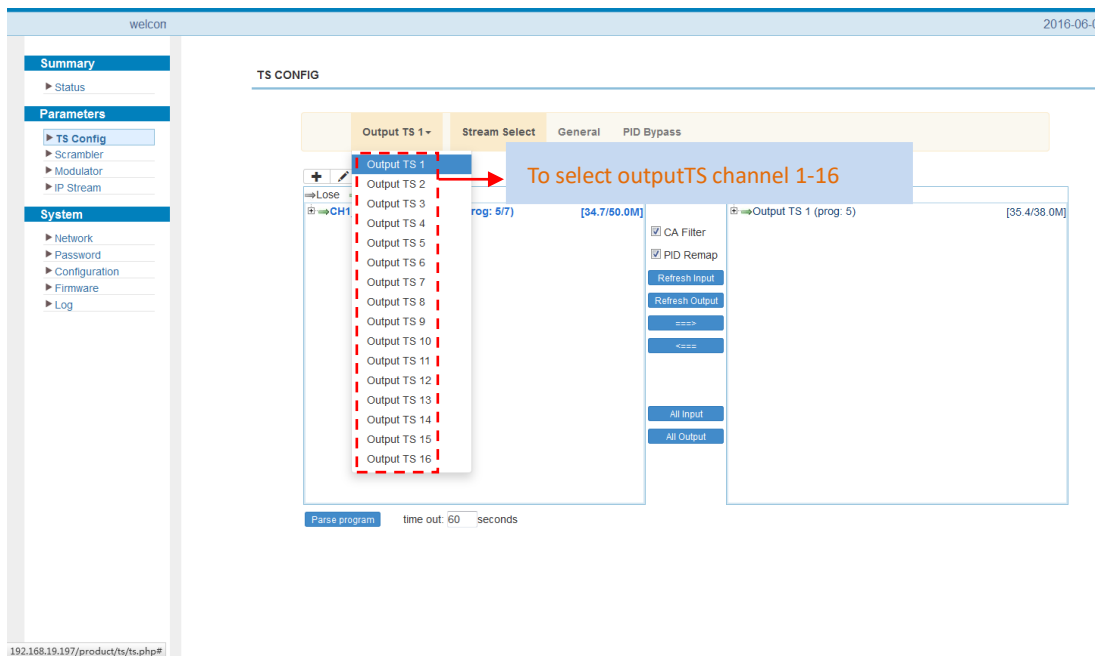 welcon
2016-06-0
Summary
Status
Parameters
TS Config
Scrambler
Modulator
IP Stream
System
Network
Password
Configuration
Firmware
Log
TS CONFIG
Output TS 1
Stream Select
General
PID Bypass
Output TS 1
Output TS 2
Output TS 3
Output TS 4
Output TS 5
Output TS 6
Output TS 7
Output TS 8
Output TS 9
Output TS 10
Output TS 11
Output TS 12
Output TS 13
Output TS 14
Output TS 15
Output TS 16
To select outputTS channel 1-16
Lose
CH1 rog: 5/7) [34.7/50.0M]
CA Filter
PID Remap
Refresh Input
Refresh Output
===>
<===
All Input
All Output
Output TS 1 (prog: 5) [35.4/38.0M]
Parse program time out: 60 seconds
192.168.19.197/product/ts/ts.php#